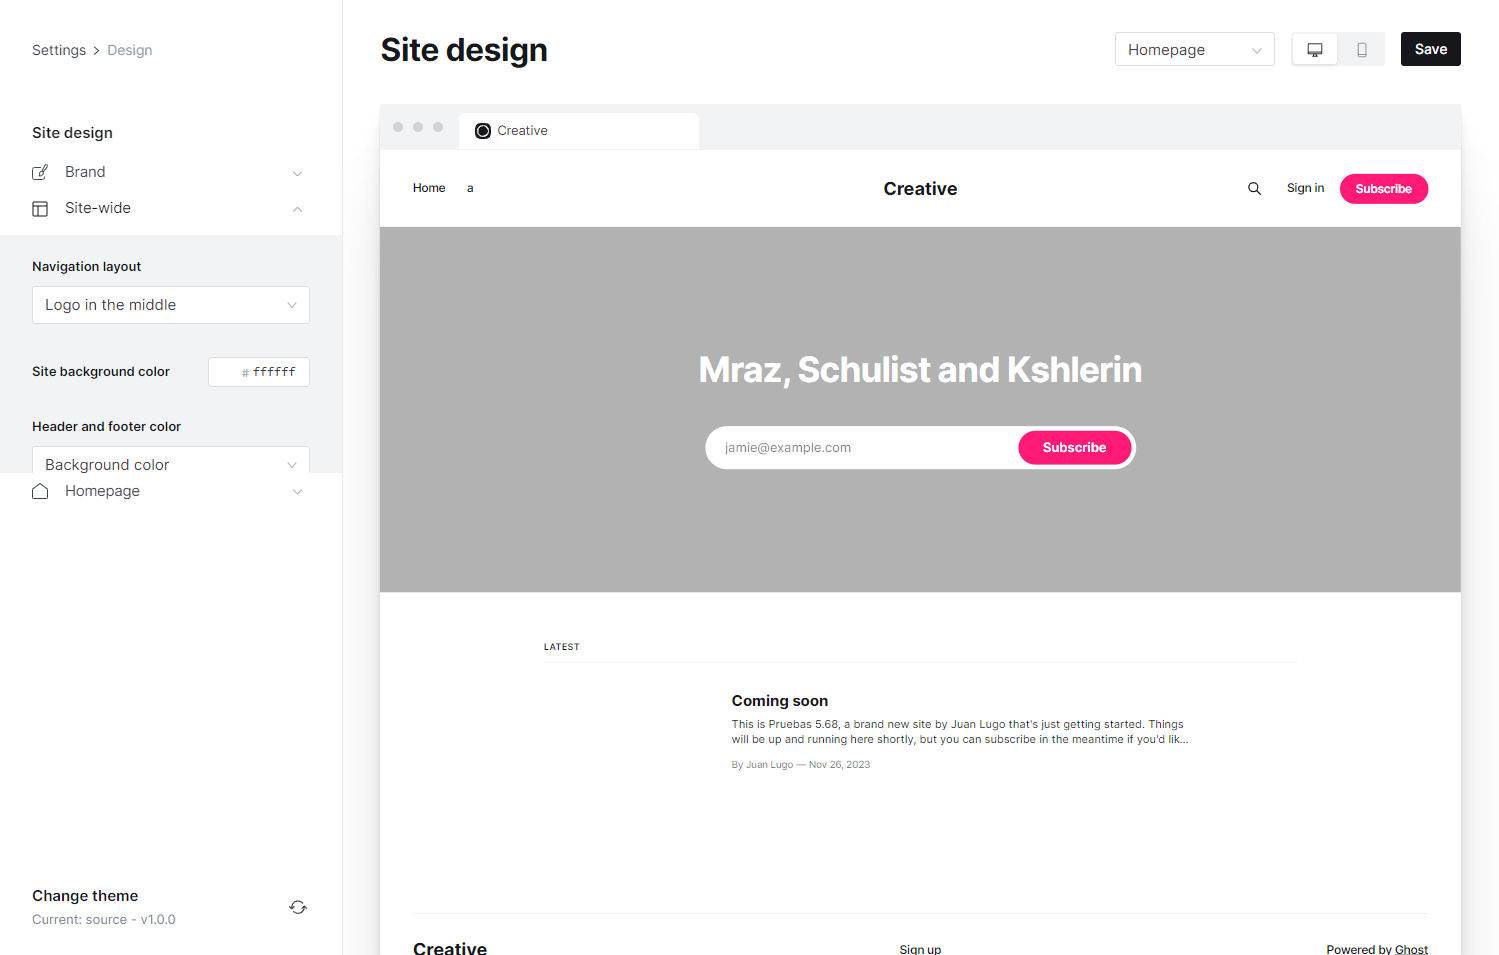 Settings > Design
Site design
Brand
Site-wide
Navigation layout
Logo in the middle
Site background color
# ffffff
Header and footer color
Background color
Homepage
Change theme
Current: source - v1.0.0
Site design
Homepage
Save
Creative
Home a
Creative
Sign in
Subscribe
Mraz, Schulist and Kshlerin
jamie@example.com
Subscribe
LATEST
Coming soon
This is Pruebas 5.68, a brand new site by Juan Lugo that's just getting started. Things
will be up and running here shortly, but you can subscribe in the meantime if you'd lik...
By Juan Lugo — Nov 26, 2023
Creative
Sign up
Powered by Ghost